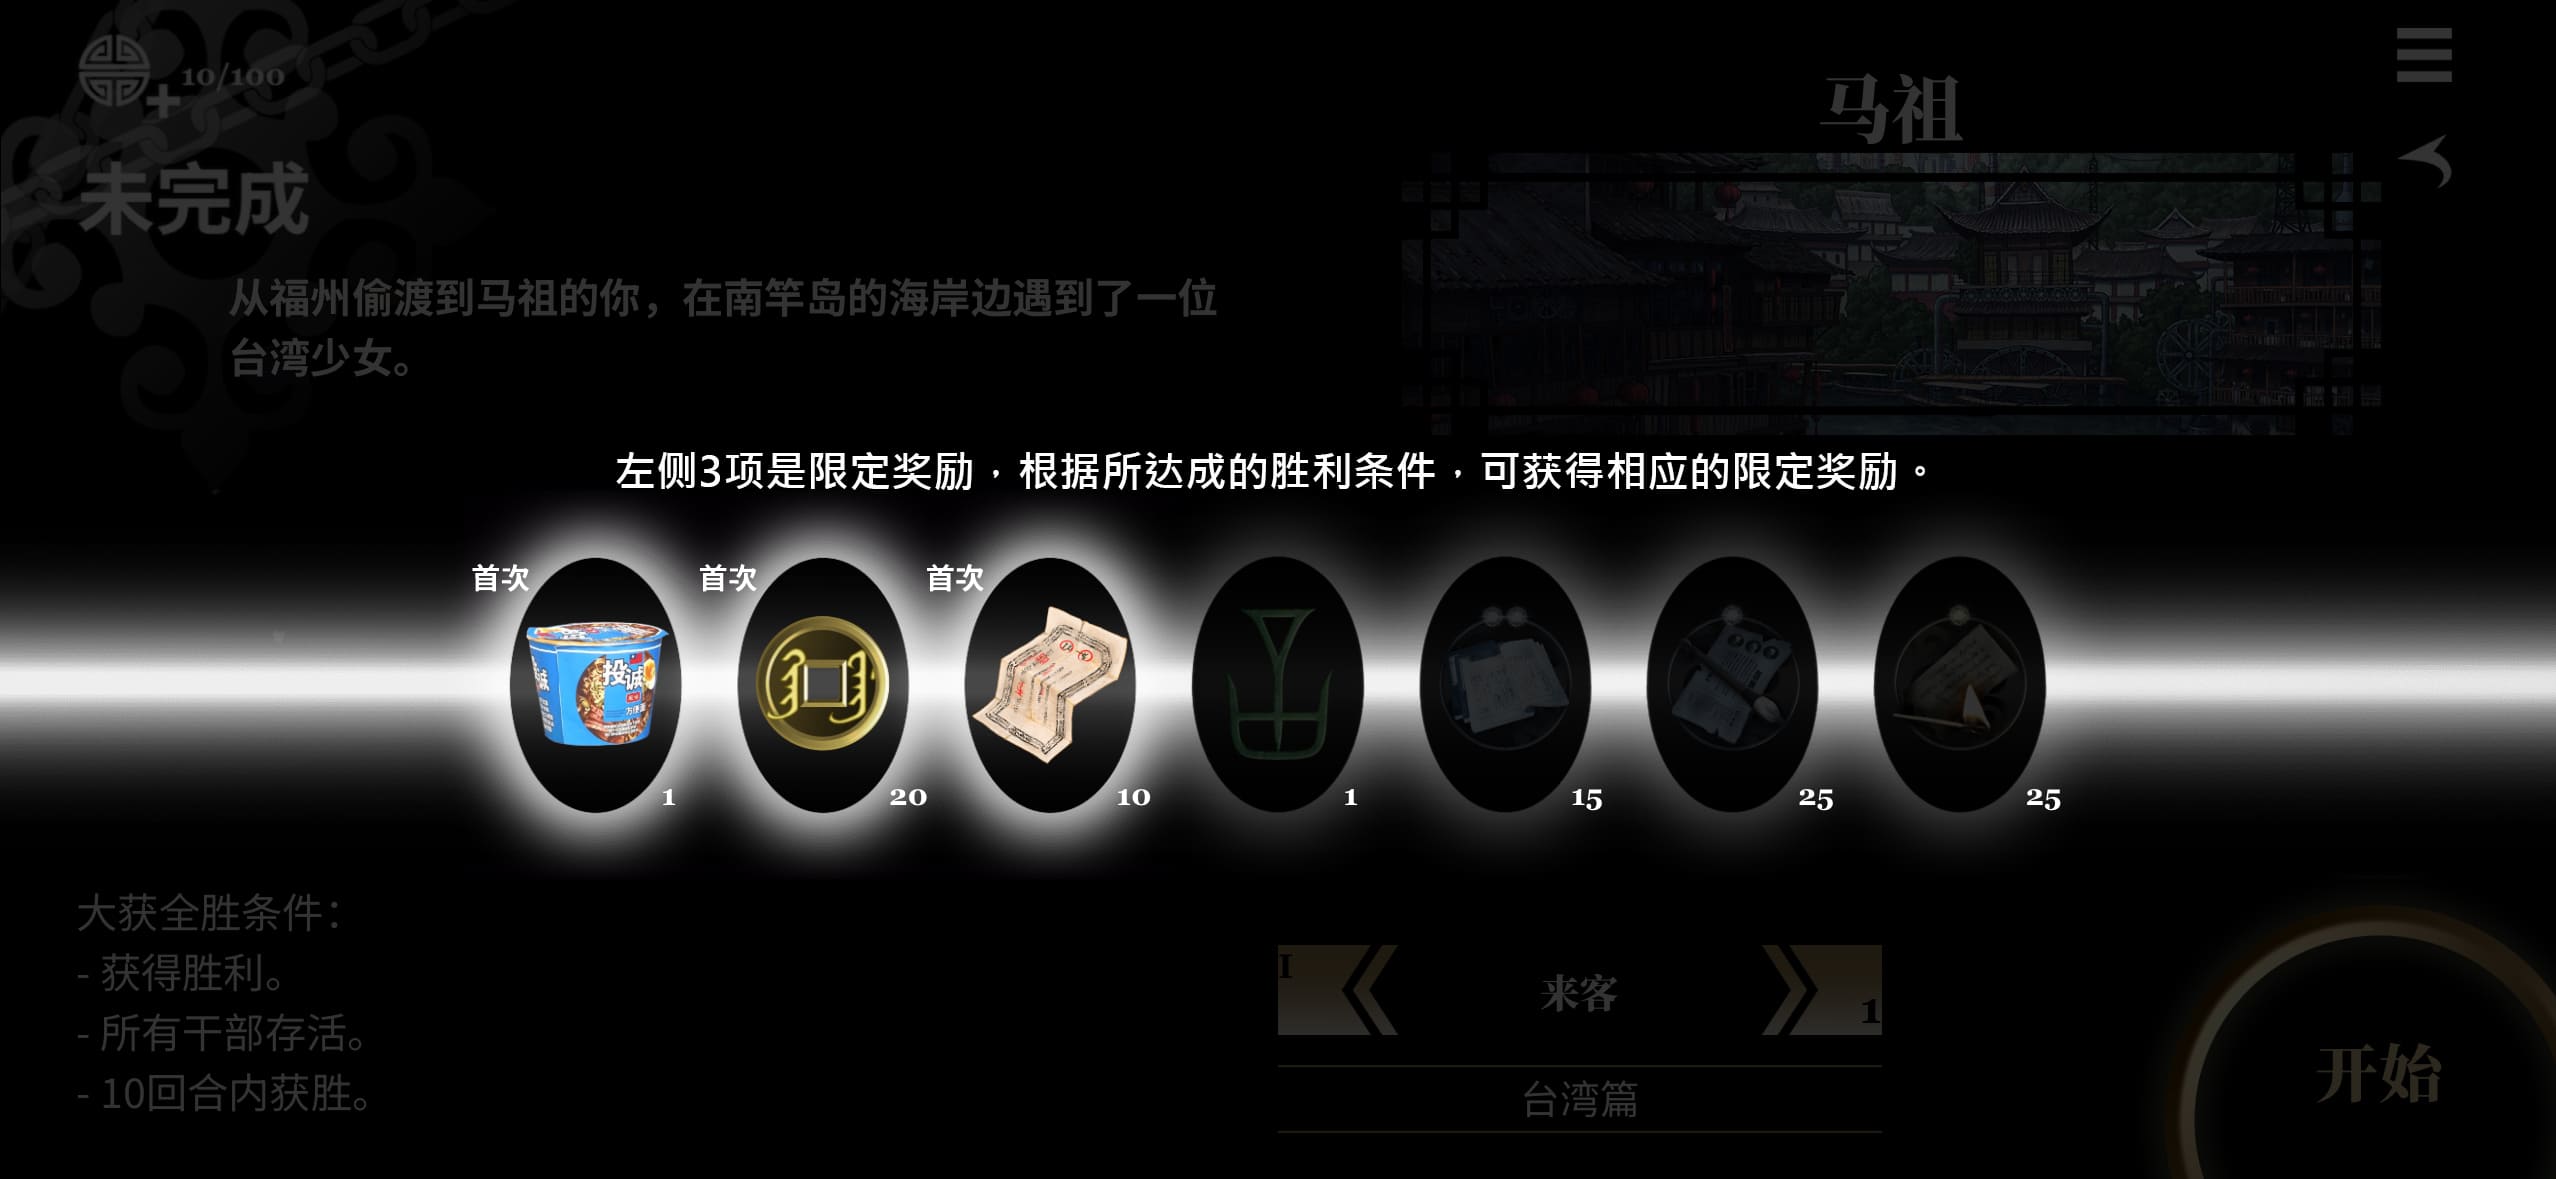 10/100
马祖
未完成
从福州偷渡到马祖的你，在南竿岛的海岸边遇到了一位
台湾少女。
左侧3项是限定奖励，根据所达成的胜利条件，可获得相应的限定奖励。
首次 首次 首次
投诚
方便面
1 20 10 1 15 25 25
大获全胜条件：
- 获得胜利。
- 所有干部存活。
- 10回合内获胜。
I 来客 1
台湾篇
开始